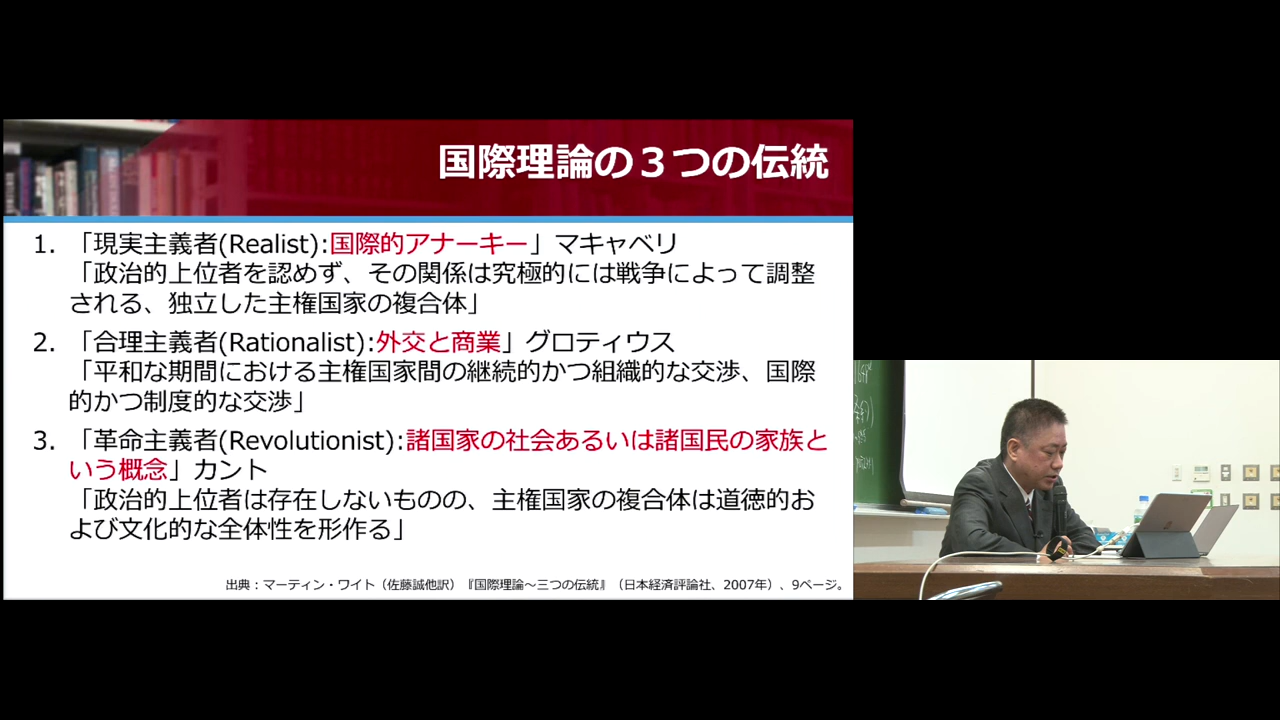 国際理論の３つの伝統
1. 「現実主義者(Realist):国際的アナーキー」マキャベリ
「政治的上位者を認めず、その関係は究極的には戦争によって調整
される、独立した主権国家の複合体」
2. 「合理主義者(Rationalist):外交と商業」グロティウス
「平和な期間における主権国家間の継続的かつ組織的な交渉、国際
的かつ制度的な交渉」
3. 「革命主義者(Revolutionist):諸国家の社会あるいは諸国民の家族と
いう概念」カント
「政治的上位者は存在しないものの、主権国家の複合体は道徳的お
よび文化的な全体性を形作る」
出典：マーティン・ワイト（佐藤誠他訳）『国際理論～三つの伝統』（日本経済評論社、2007年）、9ページ。